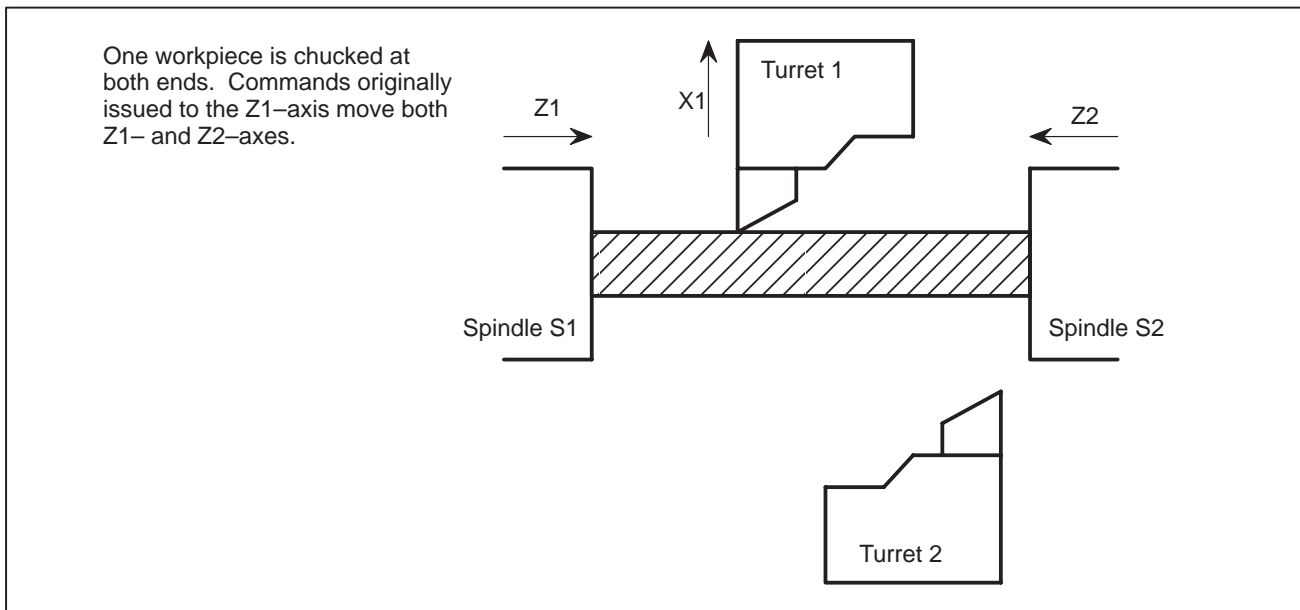 One workpiece is chucked at
both ends.  Commands originally
issued to the Z1–axis move both
Z1– and Z2–axes.
Turret 1
X1
Z1
Z2
Spindle S1
Spindle S2
Turret 2